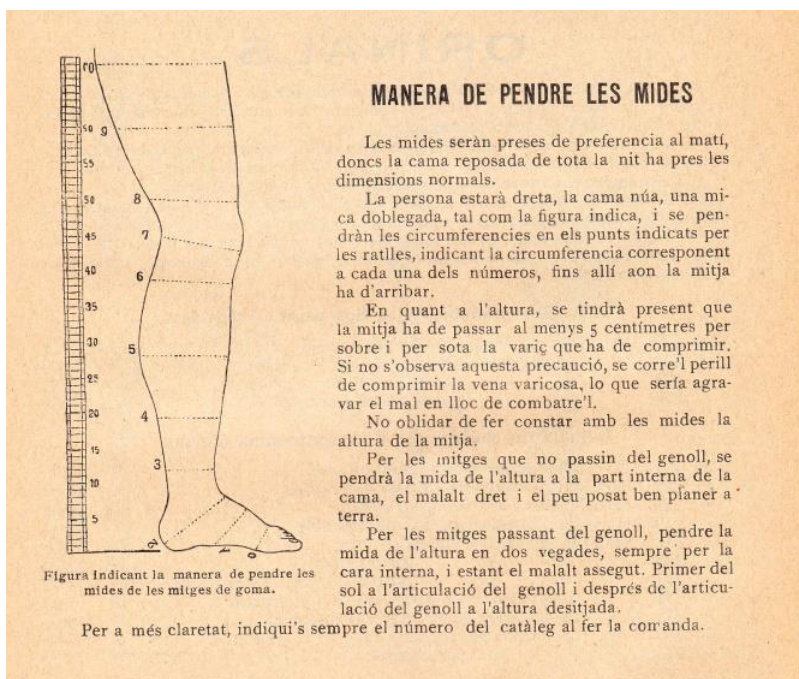 MANERA DE PENDRE LES MIDES
Les mides seràn preses de preferencia al matí,
doncs la cama reposada de tota la nit ha pres les
dimensions normals.
La persona estarà dreta, la cama núa, una mi-
ca doblegada, tal com la figura indica, i se pen-
dràn les circumferencies en els punts indicats per
les ratlles, indicant la circumferencia corresponent
a cada una dels números, fins allí aon la mitja
ha d'arribar.
En quant a l'altura, se tindrà present que
la mitja ha de passar al menys 5 centímetres per
sobre i per sota la variç que ha de comprimir.
Si no s'observa aquesta precaució, se corre'l perill
de comprimir la vena varicosa, lo que sería agra-
var el mal en lloc de combatre'l.
No oblidar de fer constar amb les mides la
altura de la mitja.
Per les mitges que no passin del genoll, se
pendrà la mida de l'altura a la part interna de la
cama, el malalt dret i el peu posat ben planer a
terra.
Per les mitges passant del genoll, pendre la
mida de l'altura en dos vegades, sempre per la
cara interna, i estant el malalt assegut. Primer del
sol a l'articulació del genoll i després de l'articu-
lació del genoll a l'altura desitjada.
Per a més claretat, indiqui's sempre el número del catàleg al fer la comanda.
70
50 9
55
50 8
45 7
40 6
35
30
5
25
20 4
15
3
10
5
2 1 0
Figura indicant la manera de pendre les
mides de les mitges de goma.